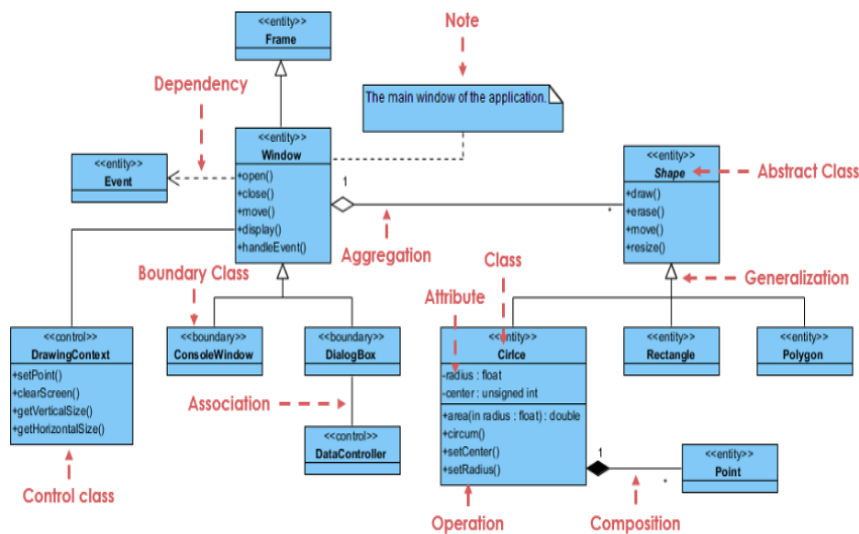 <<entity>>
Frame
Note
Dependency
The main window of the application.
<<entity>>
Window
+open()
+close()
+move()
+display()
+handleEvent()
<<entity>>
Event
1
*
Aggregation
<<entity>>
Shape
+draw()
+erase()
+move()
+resize()
Abstract Class
Generalization
Boundary Class
Class
Attribute
<<control>>
DrawingContext
+setPoint()
+clearScreen()
+getVerticalSize()
+getHorizontalSize()
Control class
<<boundary>>
ConsoleWindow
<<boundary>>
DialogBox
Association
<<control>>
DataController
<<entity>>
Cirlce
-radius : float
-center : unsigned int
+area(in radius : float) : double
+circum()
+setCenter()
+setRadius()
Operation
<<entity>>
Rectangle
<<entity>>
Polygon
1
*
Composition
<<entity>>
Point